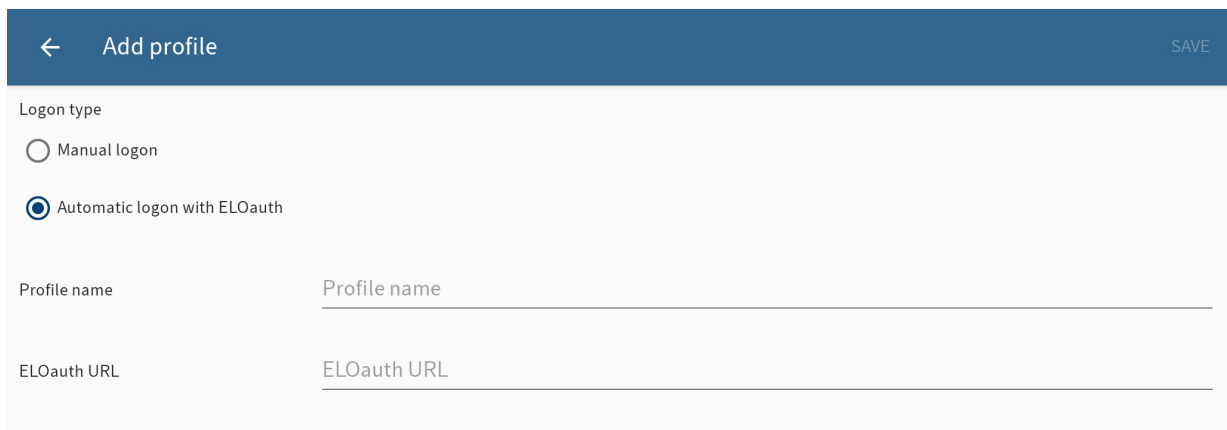 Add profile
SAVE
Logon type
Manual logon
Automatic logon with ELOauth
Profile name
Profile name
ELOauth URL
ELOauth URL